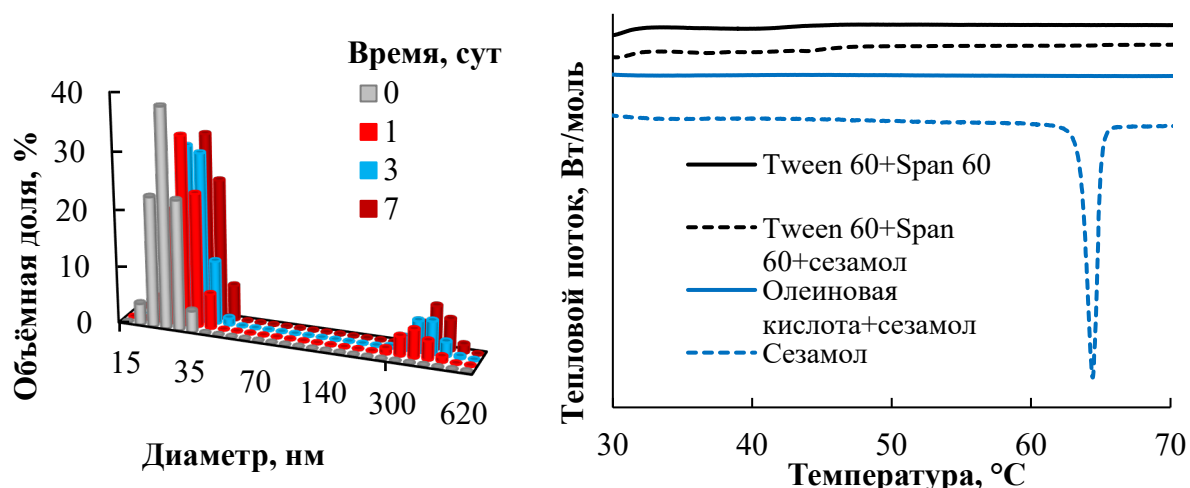 Время, сут
0
1
3
7
Объёмная доля, %
40
30
20
10
0
15
35
70
140
300
620
Диаметр, нм
Тепловой поток, Вт/моль
Tween 60+Span 60
Tween 60+Span
60+сезамол
Олеиновая
кислота+сезамол
Сезамол
30
40
50
60
70
Температура, °C